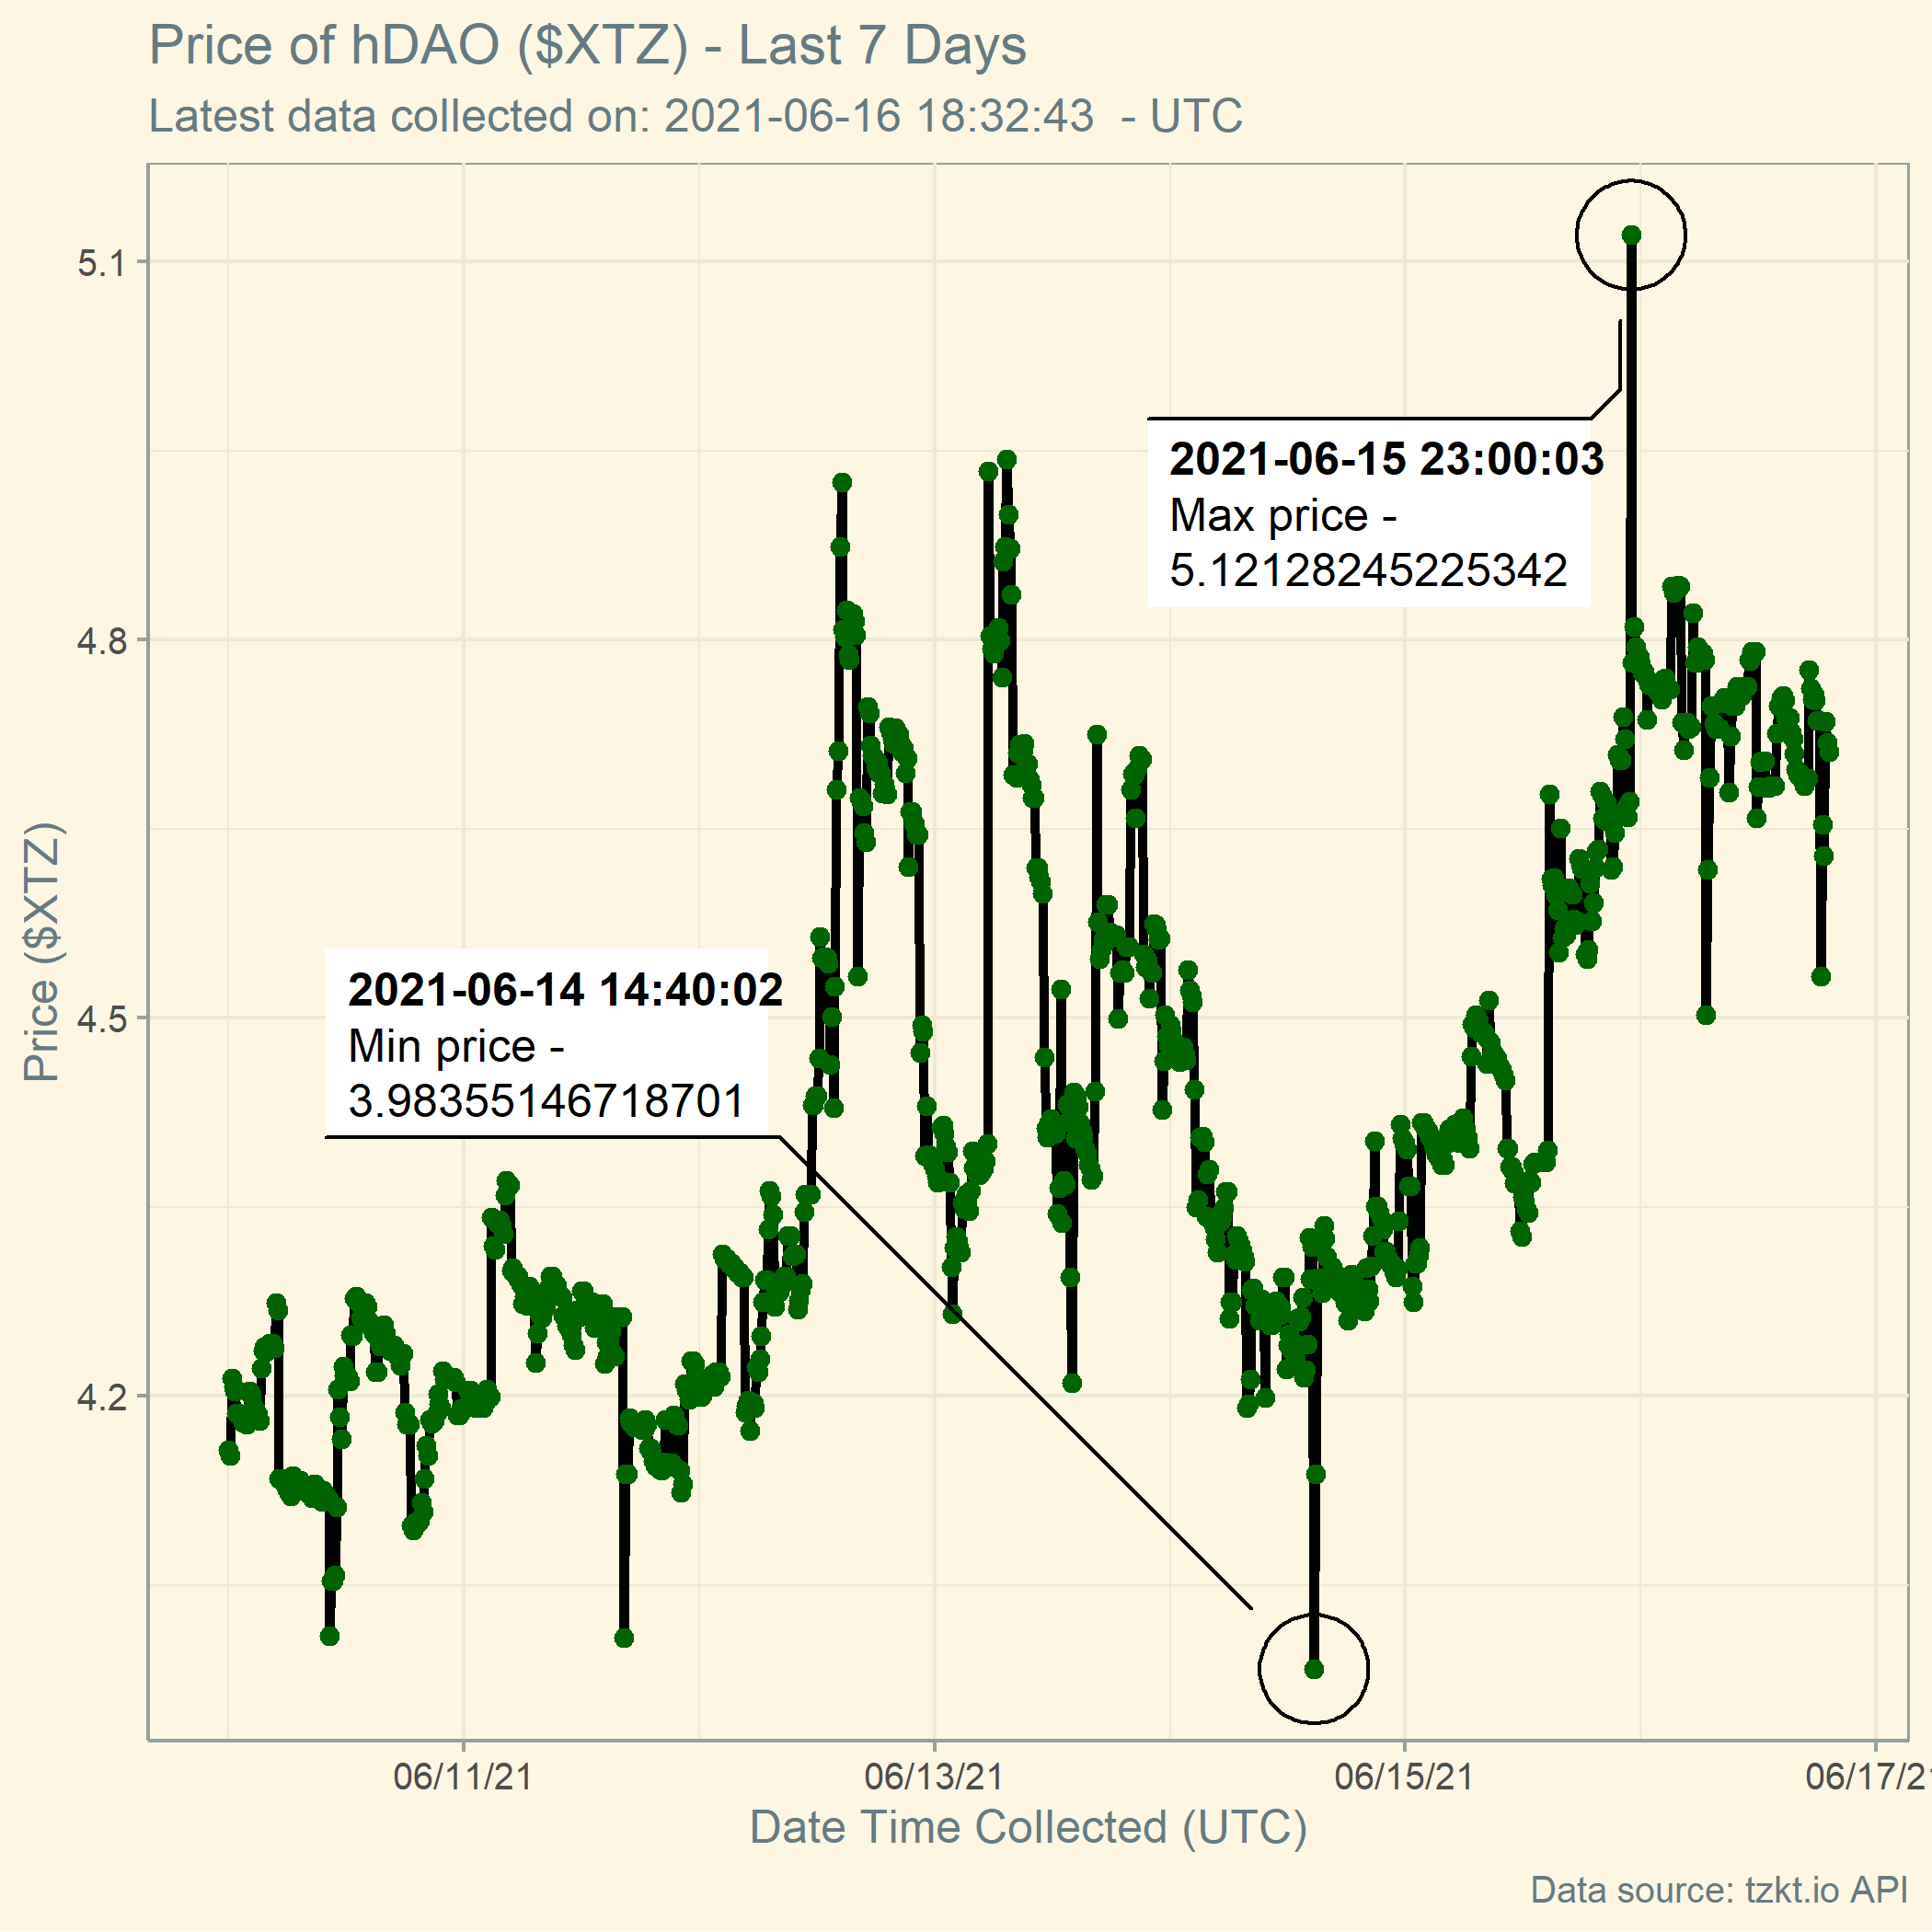 Price of hDAO ($XTZ) - Last 7 Days
Latest data collected on: 2021-06-16 18:32:43  - UTC
5.1
4.8
4.5
4.2
Price ($XTZ)
2021-06-15 23:00:03
Max price -
5.12128245225342
2021-06-14 14:40:02
Min price -
3.98355146718701
06/11/21
06/13/21
06/15/21
06/17/21
Date Time Collected (UTC)
Data source: tzkt.io API